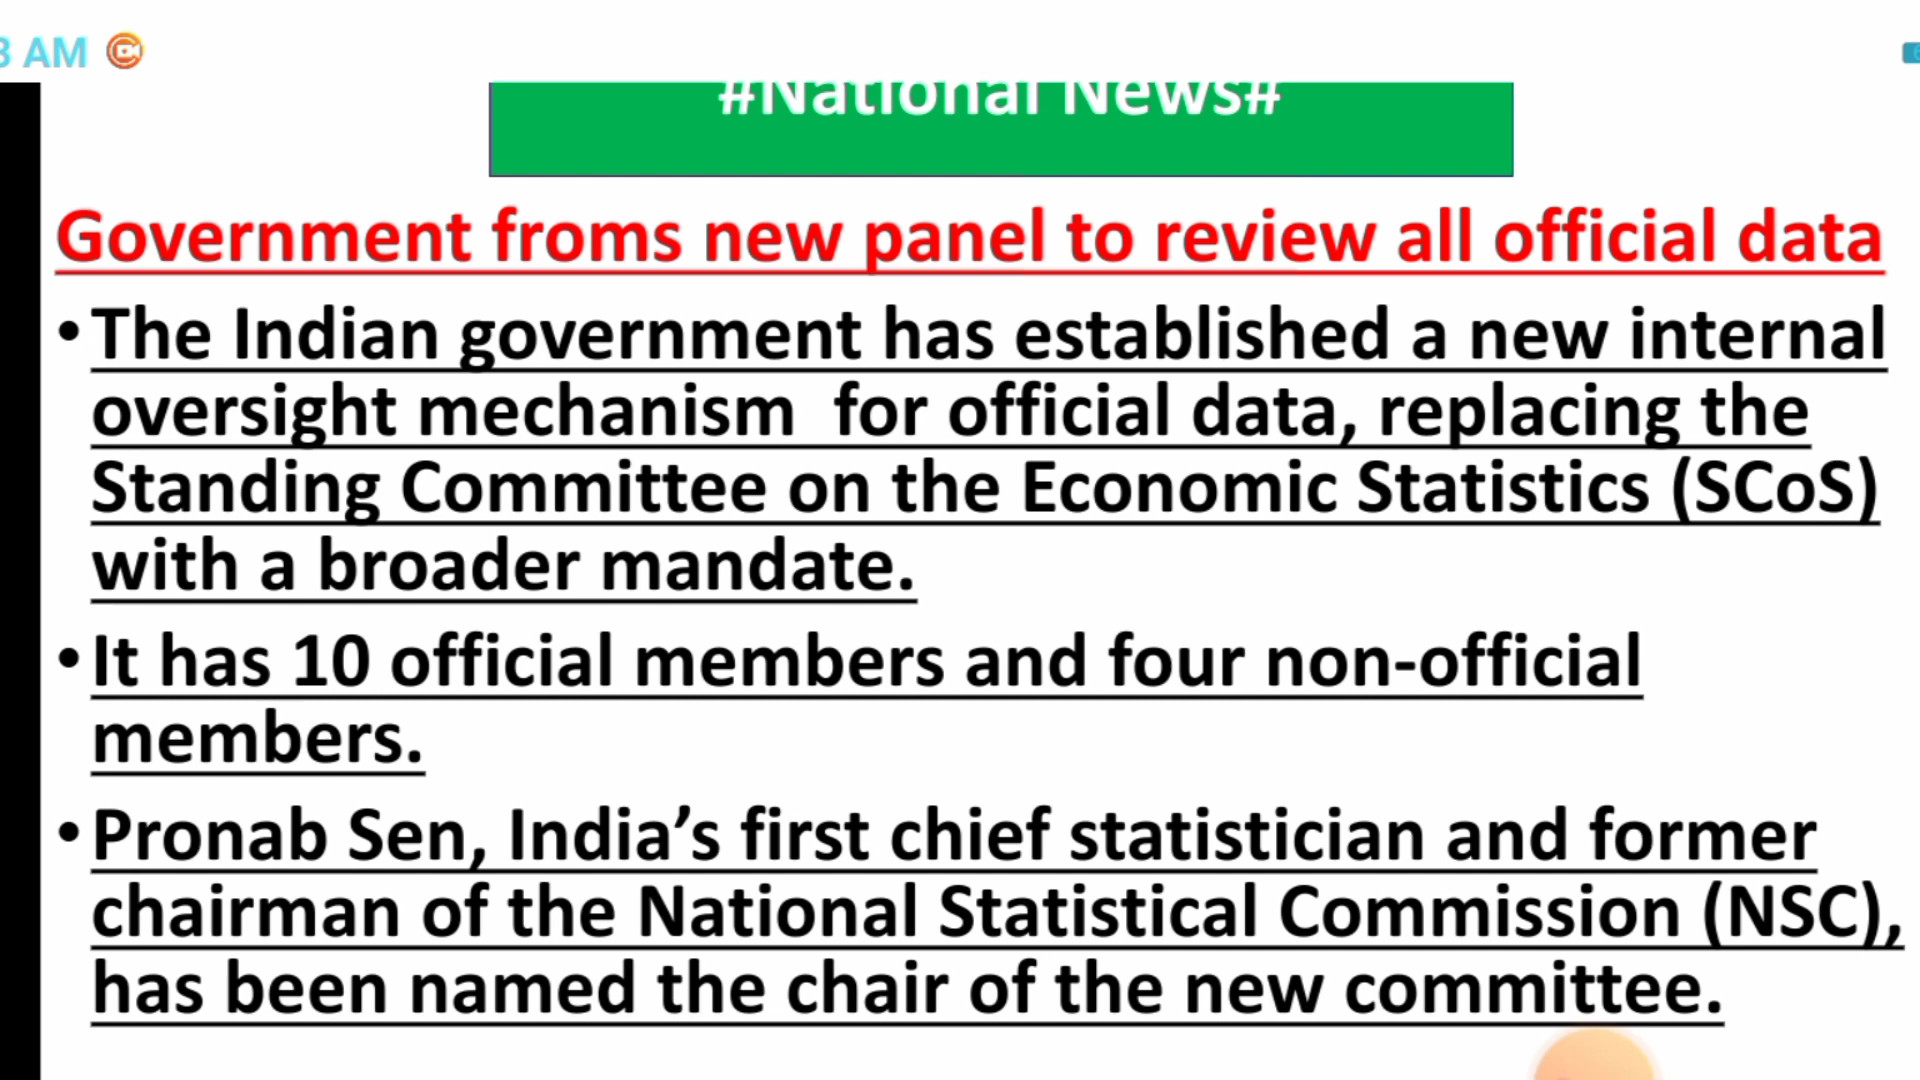 3 AM
#National News#
Government froms new panel to review all official data
•The Indian government has established a new internal
oversight mechanism  for official data, replacing the
Standing Committee on the Economic Statistics (SCoS)
with a broader mandate.
•It has 10 official members and four non-official
members.
•Pronab Sen, India’s first chief statistician and former
chairman of the National Statistical Commission (NSC),
has been named the chair of the new committee.